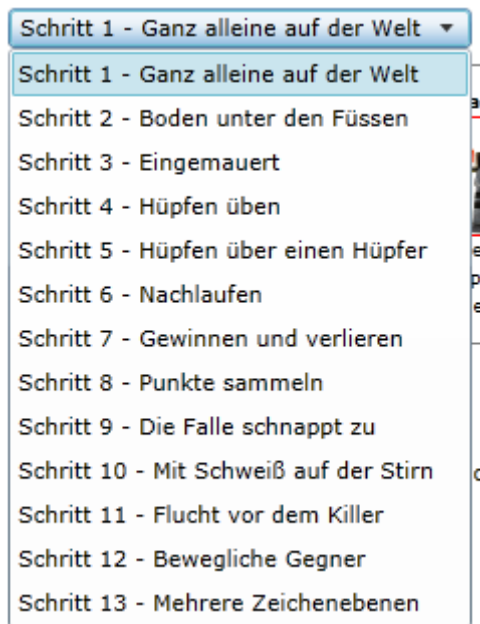 Schritt 1 - Ganz alleine auf der Welt
Schritt 1 - Ganz alleine auf der Welt
Schritt 2 - Boden unter den Füssen
Schritt 3 - Eingemauert
Schritt 4 - Hüpfen üben
Schritt 5 - Hüpfen über einen Hüpfer
Schritt 6 - Nachlaufen
Schritt 7 - Gewinnen und verlieren
Schritt 8 - Punkte sammeln
Schritt 9 - Die Falle schnappt zu
Schritt 10 - Mit Schweiß auf der Stirn
Schritt 11 - Flucht vor dem Killer
Schritt 12 - Bewegliche Gegner
Schritt 13 - Mehrere Zeichenebenen